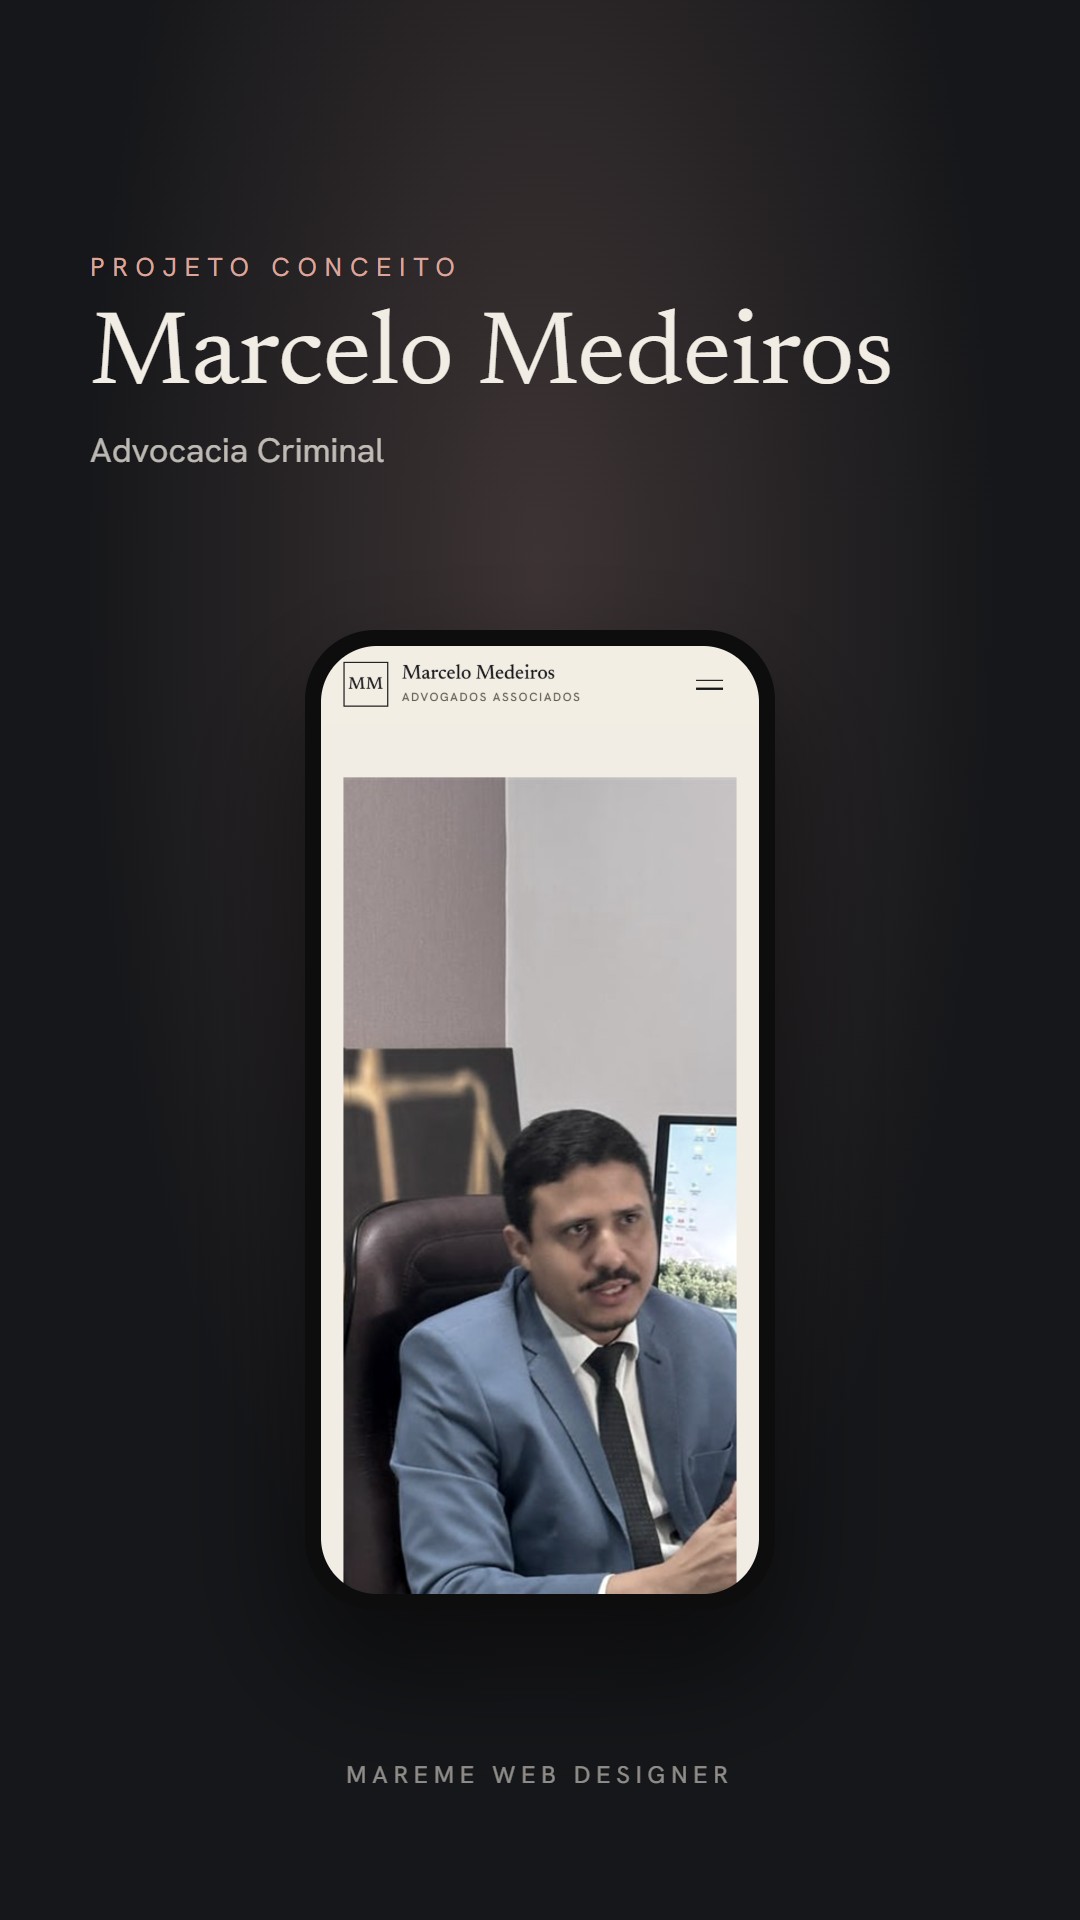 PROJETO CONCEITO
Marcelo Medeiros
Advocacia Criminal
MM
Marcelo Medeiros
ADVOGADOS ASSOCIADOS
MAREME WEB DESIGNER